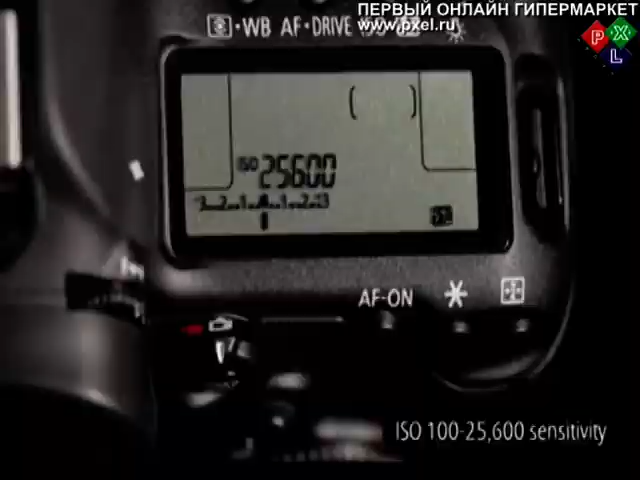 ПЕРВЫЙ ОНЛАЙН ГИПЕРМАРКЕТ
www.pxel.ru
P X L
WB AF•DRIVE
ISO 25600
AF-ON
ISO 100-25,600 sensitivity